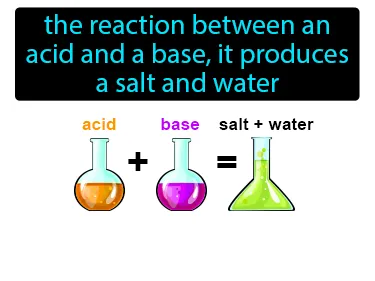 the reaction between an
acid and a base, it produces
a salt and water
acid base salt + water
+ =